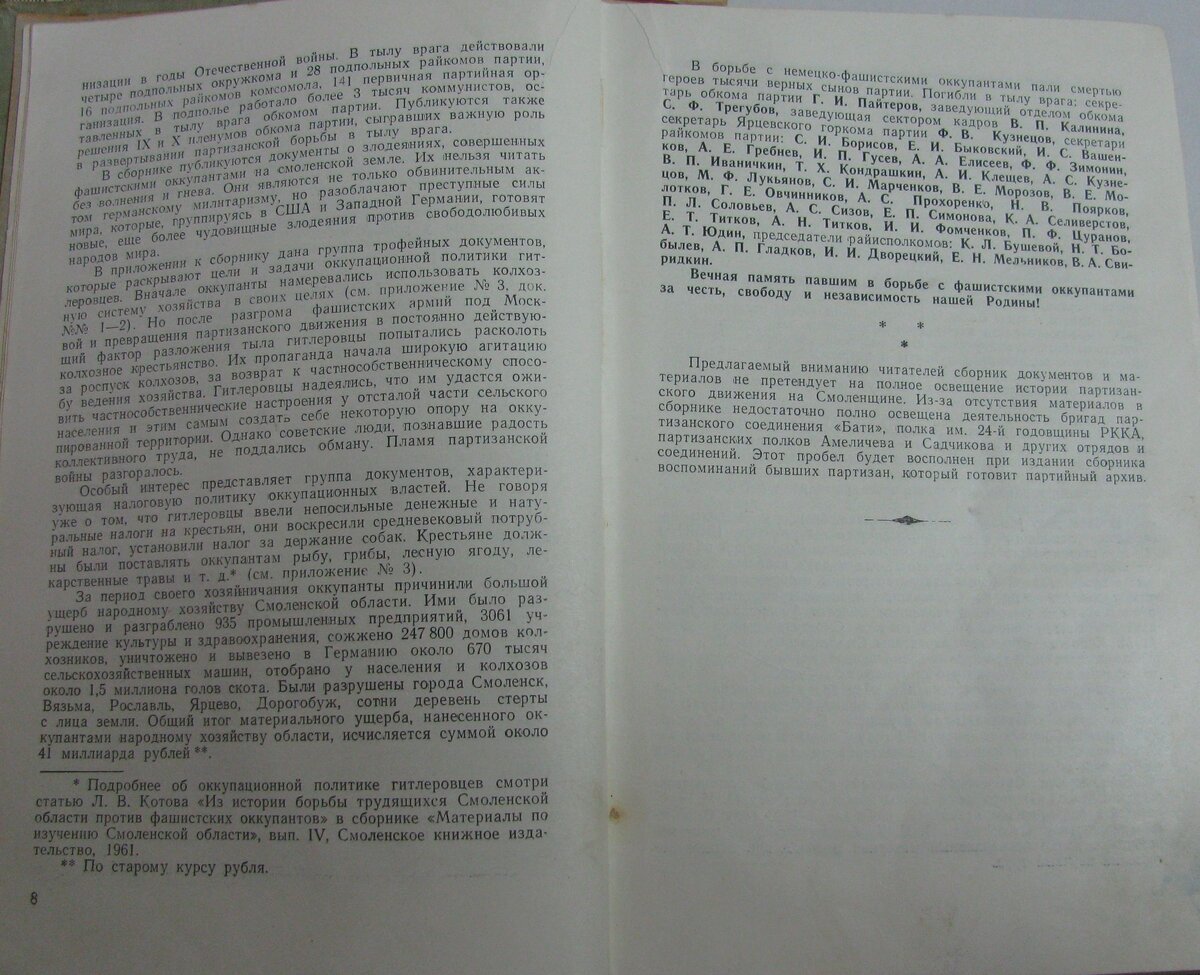 низации в годы Отечественной войны. В тылу врага действовали
четыре подпольных окружкома и 28 подпольных райкомов партии,
16 подпольных райкомов комсомола, 141 первичная партийная ор-
ганизация. В подполье работало более 3 тысяч коммунистов, ос-
тавленных в тылу врага обкомом партии. Публикуются также
решения IX и X пленумов обкома партии, сыгравших важную роль
в развертывании партизанской борьбы в тылу врага.
В сборнике публикуются документы о злодеяниях, совершенных
фашистскими оккупантами на смоленской земле. Их нельзя читать
без волнения и гнева. Они являются не только обвинительным ак-
том германскому милитаризму, но разоблачают преступные силы
мира, которые, группируясь в США и Западной Германии, готовят
новые, еще более чудовищные злодеяния против свободолюбивых
народов мира.
В приложении к сборнику дана группа трофейных документов,
которые раскрывают цели и задачи оккупационной политики гит-
леровцев. Вначале оккупанты намеревались использовать колхоз-
ную систему хозяйства в своих целях (см. приложение № 3, док.
№№ 1—2). Но после разгрома фашистских армий под Моск-
вой и превращения партизанского движения в постоянно действую-
щий фактор разложения тыла гитлеровцы попытались расколоть
колхозное крестьянство. Их пропаганда начала широкую агитацию
за роспуск колхозов, за возврат к частнособственническому спосо-
бу ведения хозяйства. Гитлеровцы надеялись, что им удастся ожи-
вить частнособственнические настроения у отсталой части сельского
населения и этим самым создать себе некоторую опору на окку-
пированной территории. Однако советские люди, познавшие радость
коллективного труда, не поддались обману. Пламя партизанской
войны разгоралось.
Особый интерес представляет группа документов, характери-
зующая налоговую политику оккупационных властей. Не говоря
уже о том, что гитлеровцы ввели непосильные денежные и нату-
ральные налоги на крестьян, они воскресили средневековый потруб-
ный налог, установили налог за держание собак. Крестьяне долж-
ны были поставлять оккупантам рыбу, грибы, лесную ягоду, ле-
карственные травы и т. д.* (см. приложение № 3).
За период своего хозяйничания оккупанты причинили большой
ущерб народному хозяйству Смоленской области. Ими было раз-
рушено и разграблено 935 промышленных предприятий, 3061 уч-
реждение культуры и здравоохранения, сожжено 247 800 домов кол-
хозников, уничтожено и вывезено в Германию около 670 тысяч
сельскохозяйственных машин, отобрано у населения и колхозов
около 1,5 миллиона голов скота. Были разрушены города Смоленск,
Вязьма, Рославль, Ярцево, Дорогобуж, сотни деревень стерты
с лица земли. Общий итог материального ущерба, нанесенного ок-
купантами народному хозяйству области, исчисляется суммой около
41 миллиарда рублей **.
* Подробнее об оккупационной политике гитлеровцев смотри
статью Л. В. Котова «Из истории борьбы трудящихся Смоленской
области против фашистских оккупантов» в сборнике «Материалы по
изучению Смоленской области», вып. IV, Смоленское книжное изда-
тельство, 1961.
** По старому курсу рубля.
8
В борьбе с немецко-фашистскими оккупантами пали смертью
героев тысячи верных сынов партии. Погибли в тылу врага: секре-
тарь обкома партии Г. И. Пайтеров, заведующий отделом обкома
С. Ф. Трегубов, заведующая сектором кадров В. П. Калинина,
секретарь Ярцевского горкома партии Ф. В. Кузнецов, секретари
райкомов партии: С. И. Борисов, Е. И. Быковский, И. С. Вашен-
ков, А. Е. Гребнев, И. П. Гусев, А. А. Елисеев, Ф. Ф. Зимонин,
В. П. Иваничкин, Т. Х. Кондрашкин, А. И. Клещев, А. С. Кузне-
цов, М. Ф. Лукьянов, С. И. Марченков, В. Е. Морозов, В. Е. Мо-
лотков, Г. Е. Овчинников, А. С. Прохоренко, Н. В. Поярков,
П. Л. Соловьев, А. С. Сизов, Е. П. Симонова, К. А. Селиверстов,
Е. Т. Титков, А. Н. Титков, И. И. Фомченков, П. Ф. Цуранов,
А. Т. Юдин, председатели райисполкомов: К. Л. Бушевой, Н. Т. Бо-
былев, А. П. Гладков, И. И. Дворецкий, Е. Н. Мельников, В. А. Сви-
ридкин.
Вечная память павшим в борьбе с фашистскими оккупантами
за честь, свободу и независимость нашей Родины!
* *
*
Предлагаемый вниманию читателей сборник документов и ма-
териалов не претендует на полное освещение истории партизан-
ского движения на Смоленщине. Из-за отсутствия материалов в
сборнике недостаточно полно освещена деятельность бригад пар-
тизанского соединения «Бати», полка им. 24-й годовщины РККА,
партизанских полков Амеличева и Садчикова и других отрядов и
соединений. Этот пробел будет восполнен при издании сборника
воспоминаний бывших партизан, который готовит партийный архив.